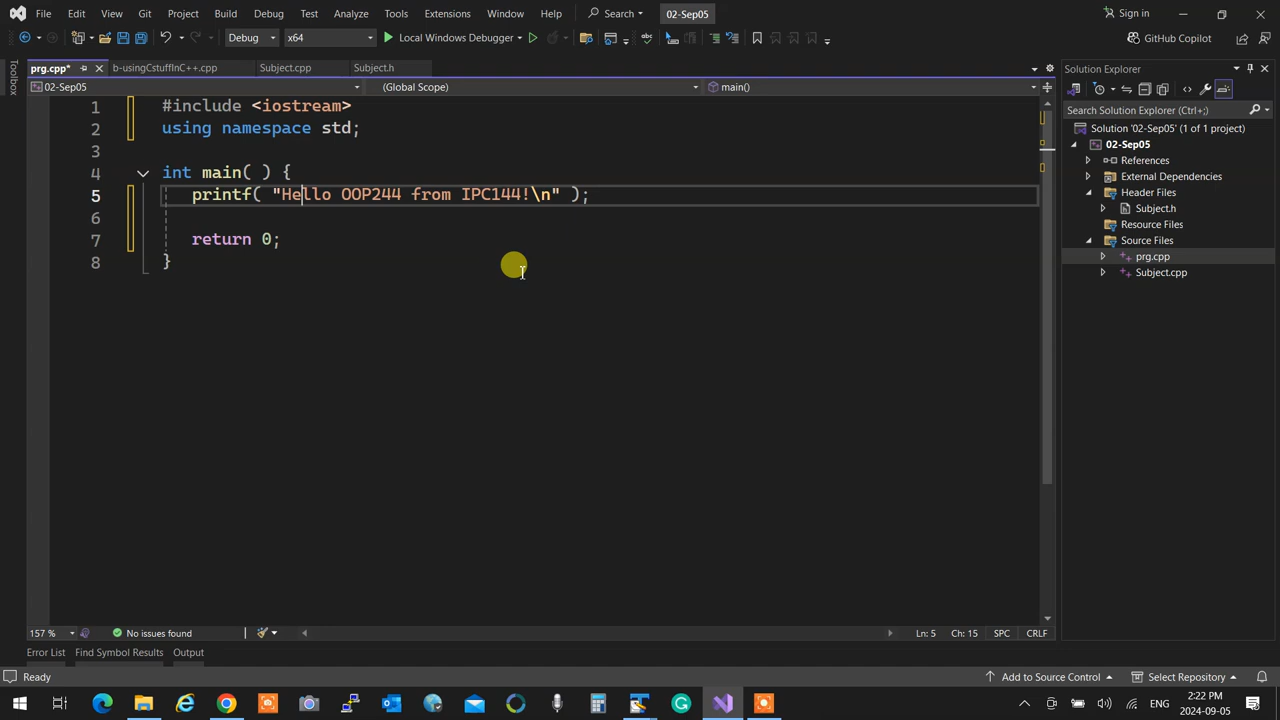 File Edit View Git Project Build Debug Test Analyze Tools Extensions Window Help Search 02-Sep05 Sign in
Debug x64 Local Windows Debugger GitHub Copilot
Toolbox
prg.cpp* b-usingCstuffInC++.cpp Subject.cpp Subject.h
02-Sep05 (Global Scope) main()
1 #include <iostream>
2 using namespace std;
3
4 int main( ) {
5 printf( "Hello OOP244 from IPC144!\n" );
6
7 return 0;
8 }
Solution Explorer
Search Solution Explorer (Ctrl+;)
Solution '02-Sep05' (1 of 1 project)
02-Sep05
References
External Dependencies
Header Files
Subject.h
Resource Files
Source Files
prg.cpp
Subject.cpp
157 % No issues found Ln: 5 Ch: 15 SPC CRLF
Error List Find Symbol Results Output
Ready Add to Source Control Select Repository
ENG 2:22 PM
2024-09-05